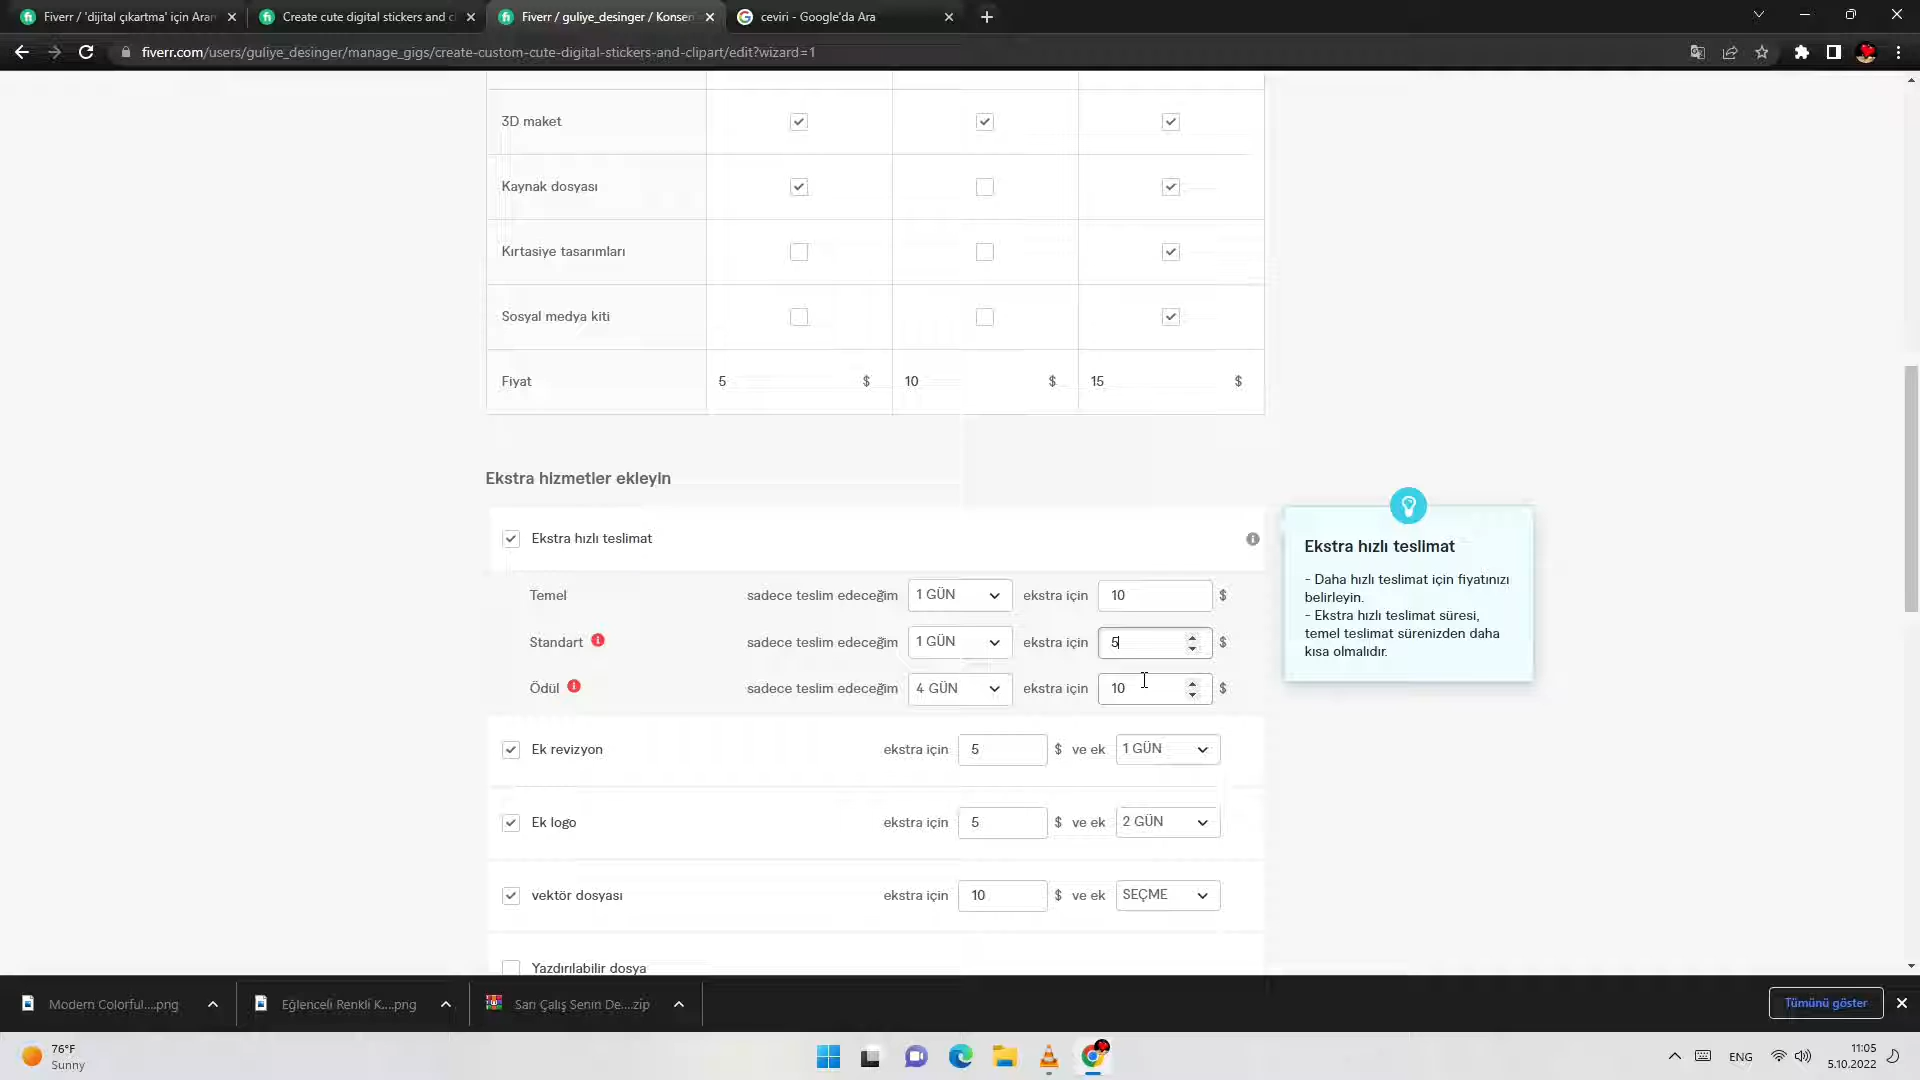 Fiverr / 'dijital çıkartma' için Aran
Create cute digital stickers and c
Fiverr / guliye_desinger / Konsen
ceviri - Google'da Ara
fiverr.com/users/guliye_desinger/manage_gigs/create-custom-cute-digital-stickers-and-clipart/edit?wizard=1
3D maket
Kaynak dosyası
Kırtasiye tasarımları
Sosyal medya kiti
Fiyat 5 $ 10 $ 15 $
Ekstra hizmetler ekleyin
Ekstra hızlı teslimat
Temel sadece teslim edeceğim 1 GÜN ekstra için 10 $
Standart sadece teslim edeceğim 1 GÜN ekstra için 5 $
Ödül sadece teslim edeceğim 4 GÜN ekstra için 10 $
Ek revizyon ekstra için 5 $ ve ek 1 GÜN
Ek logo ekstra için 5 $ ve ek 2 GÜN
vektör dosyası ekstra için 10 $ ve ek SEÇME
Yazdırılabilir dosya
Ekstra hızlı teslimat
- Daha hızlı teslimat için fiyatınızı
belirleyin.
- Ekstra hızlı teslimat süresi,
temel teslimat sürenizden daha
kısa olmalıdır.
Modern Colorful....png
Eğlenceli Renkli K....png
Sarı Çalış Senin De....zip
Tümünü göster
76°F
Sunny
ENG
11:05
5.10.2022